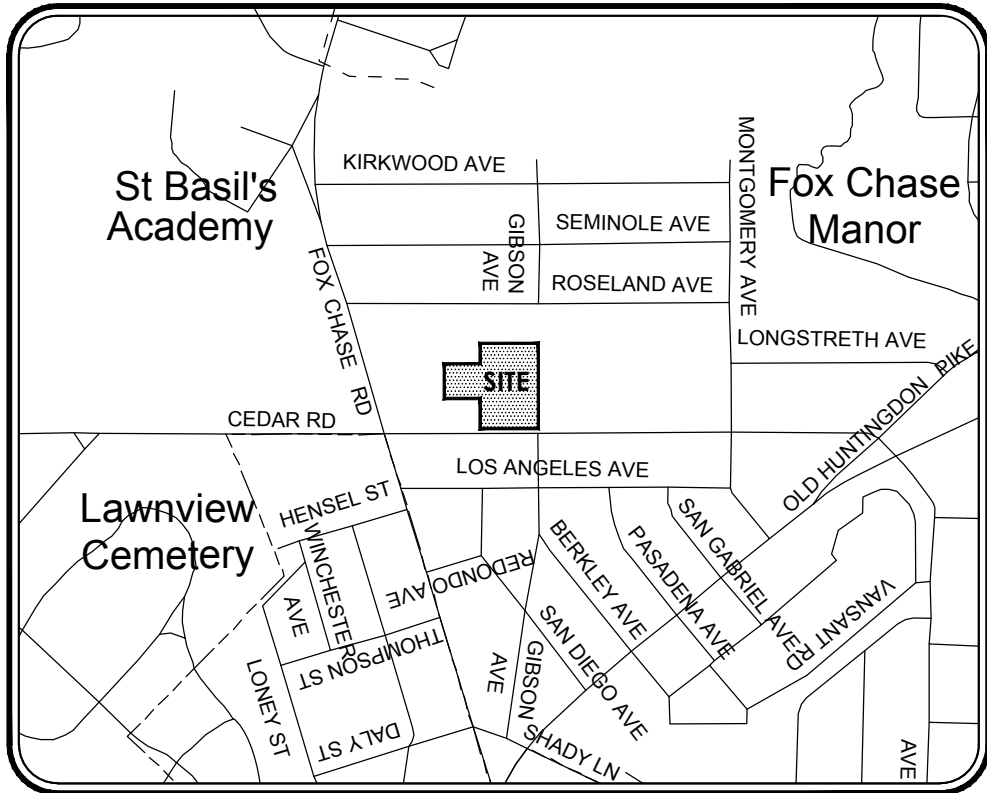 KIRKWOOD AVE
MONTGOMERY AVE
St Basil's
Academy
Fox Chase
Manor
GIBSON
AVE
SEMINOLE AVE
FOX CHASE RD
ROSELAND AVE
LONGSTRETH AVE
SITE
OLD HUNTINGDON PIKE
CEDAR RD
LOS ANGELES AVE
Lawnview
Cemetery
HENSEL ST
WINCHESTER
AVE
REDONDO AVE
BERKLEY AVE
PASADENA AVE
SAN GABRIEL AVE
VANSANT
RD
THOMPSON ST
SAN DIEGO AVE
GIBSON
AVE
LONEY ST
DALY ST
SHADY LN
AVE